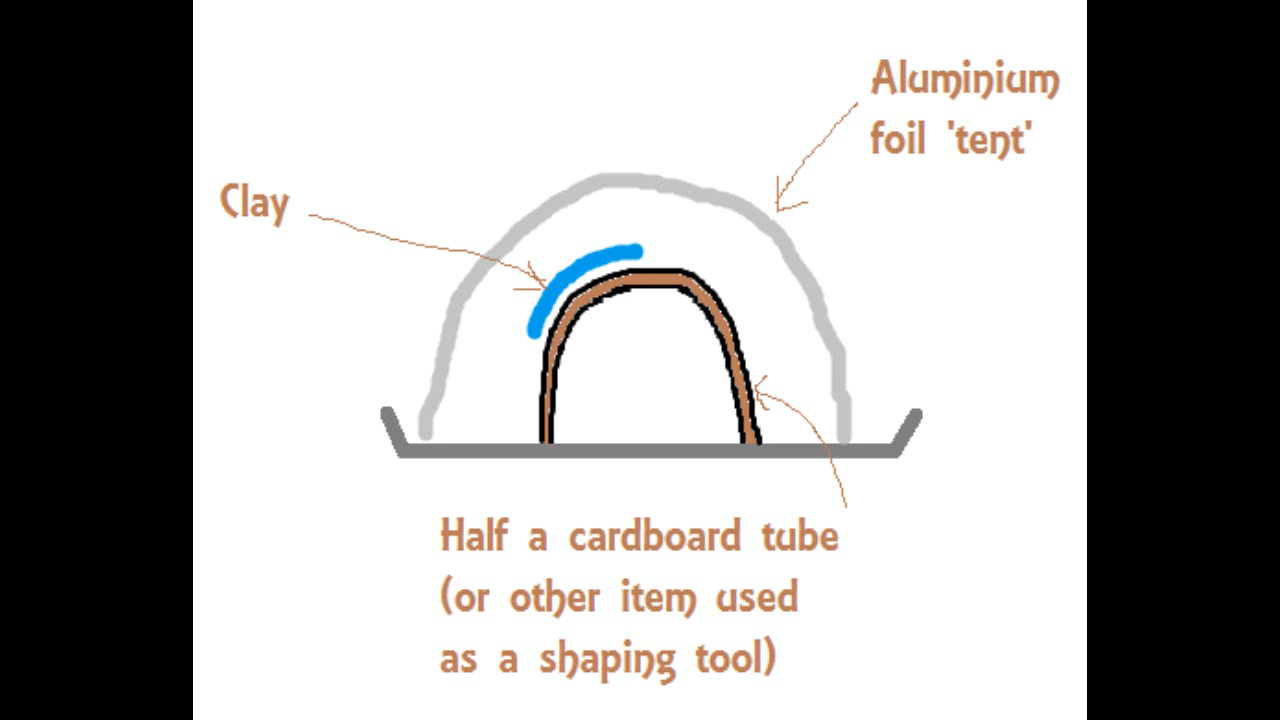 Aluminium
foil 'tent'
Clay
Half a cardboard tube
(or other item used
as a shaping tool)